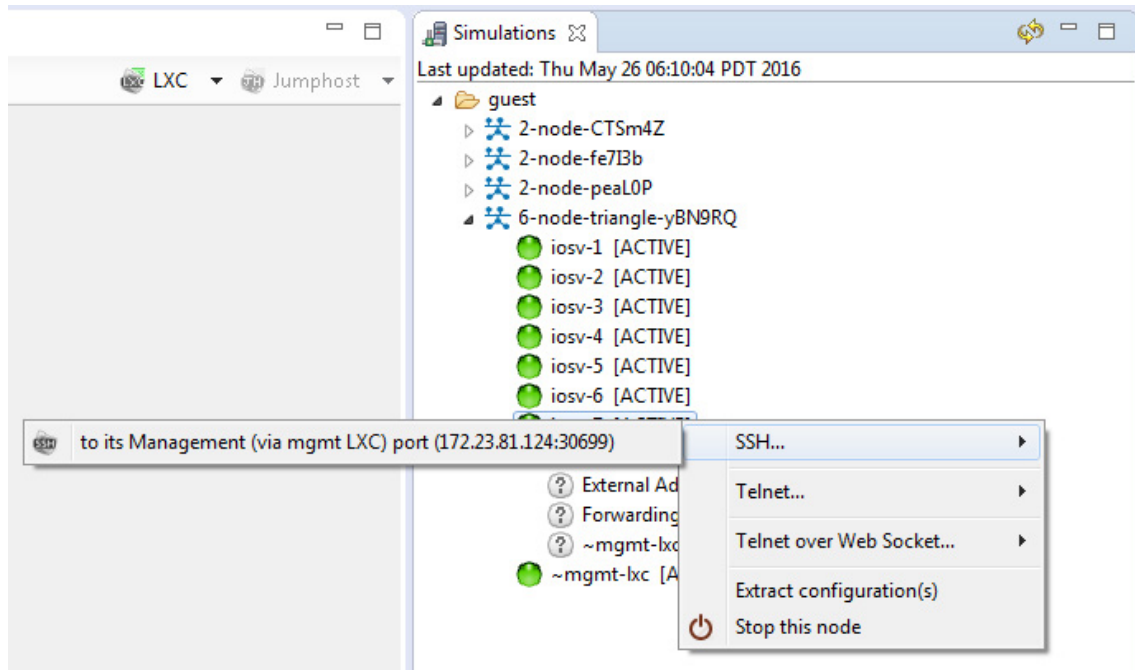 Simulations
LXC
Jumphost
Last updated: Thu May 26 06:10:04 PDT 2016
guest
2-node-CTSm4Z
2-node-fe7I3b
2-node-peaL0P
6-node-triangle-yBN9RQ
iosv-1 [ACTIVE]
iosv-2 [ACTIVE]
iosv-3 [ACTIVE]
iosv-4 [ACTIVE]
iosv-5 [ACTIVE]
iosv-6 [ACTIVE]
SSH to its Management (via mgmt LXC) port (172.23.81.124:30699)
SSH...
External Ad
Telnet...
Forwarding
~mgmt-lxc
Telnet over Web Socket...
~mgmt-lxc [A
Extract configuration(s)
Stop this node